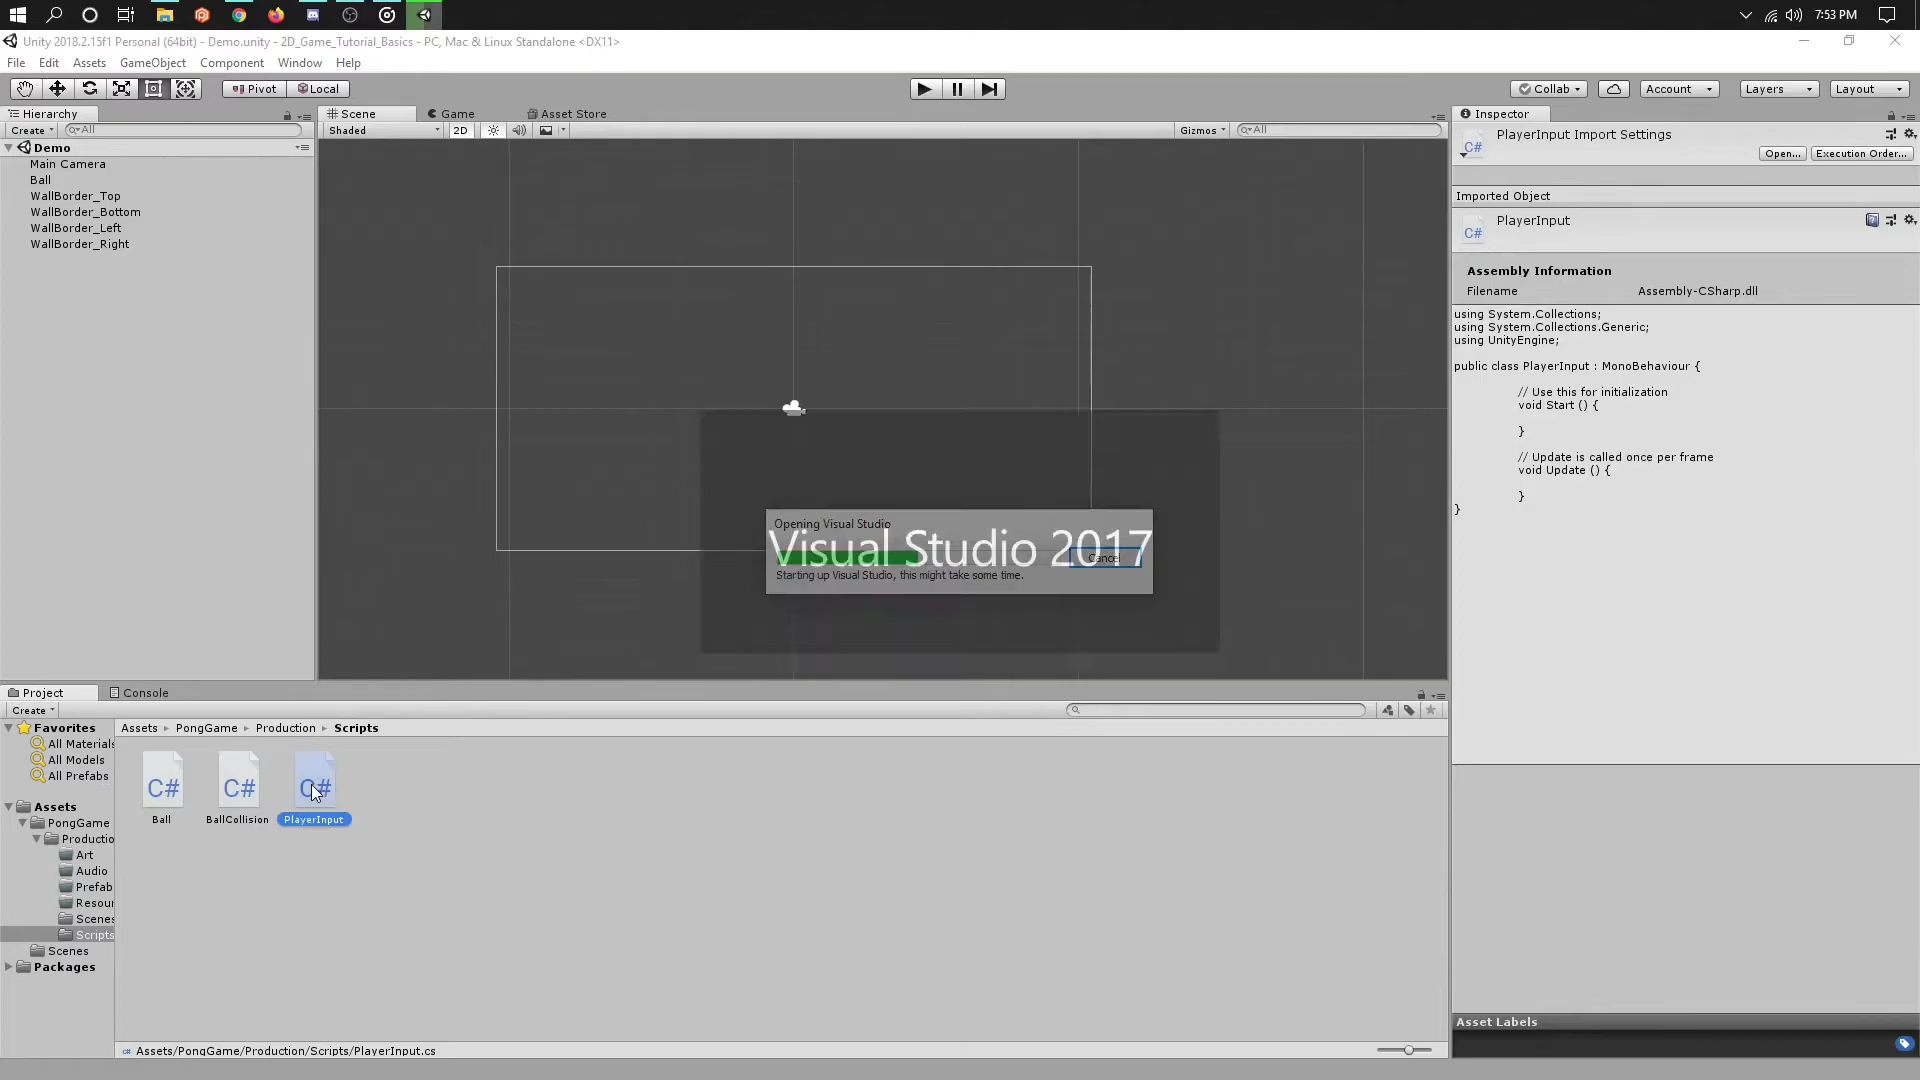 7:53 PM
Unity 2018.2.15f1 Personal (64bit) - Demo.unity - 2D_Game_Tutorial_Basics - PC, Mac & Linux Standalone <DX11>
File Edit Assets GameObject Component Window Help
Pivot Local Collab Account Layers Layout
Hierarchy
Create All
Demo
Main Camera
Ball
WallBorder_Top
WallBorder_Bottom
WallBorder_Left
WallBorder_Right
Scene Game Asset Store
Shaded 2D Gizmos All
Opening Visual Studio
Visual Studio 2017
Cancel
Starting up Visual Studio, this might take some time.
Inspector
PlayerInput Import Settings
C#
Open... Execution Order...
Imported Object
PlayerInput
C#
Assembly Information
Filename Assembly-CSharp.dll
using System.Collections;
using System.Collections.Generic;
using UnityEngine;
public class PlayerInput : MonoBehaviour {
// Use this for initialization
void Start () {
}
// Update is called once per frame
void Update () {
}
}
Project Console
Create
Favorites
All Materials
All Models
All Prefabs
Assets
PongGame
Productio
Art
Audio
Prefab
Resour
Scenes
Scripts
Scenes
Packages
Assets PongGame Production Scripts
C# C# C#
Ball BallCollision PlayerInput
Assets/PongGame/Production/Scripts/PlayerInput.cs
Asset Labels